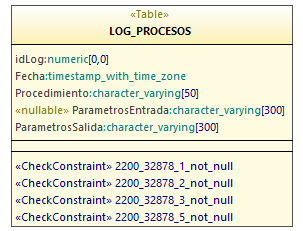 «Table»
LOG_PROCESOS
idLog:numeric[0,0]
Fecha:timestamp_with_time_zone
Procedimiento:character_varying[50]
«nullable» ParametrosEntrada:character_varying[300]
ParametrosSalida:character_varying[300]
«CheckConstraint» 2200_32878_1_not_null
«CheckConstraint» 2200_32878_2_not_null
«CheckConstraint» 2200_32878_3_not_null
«CheckConstraint» 2200_32878_5_not_null